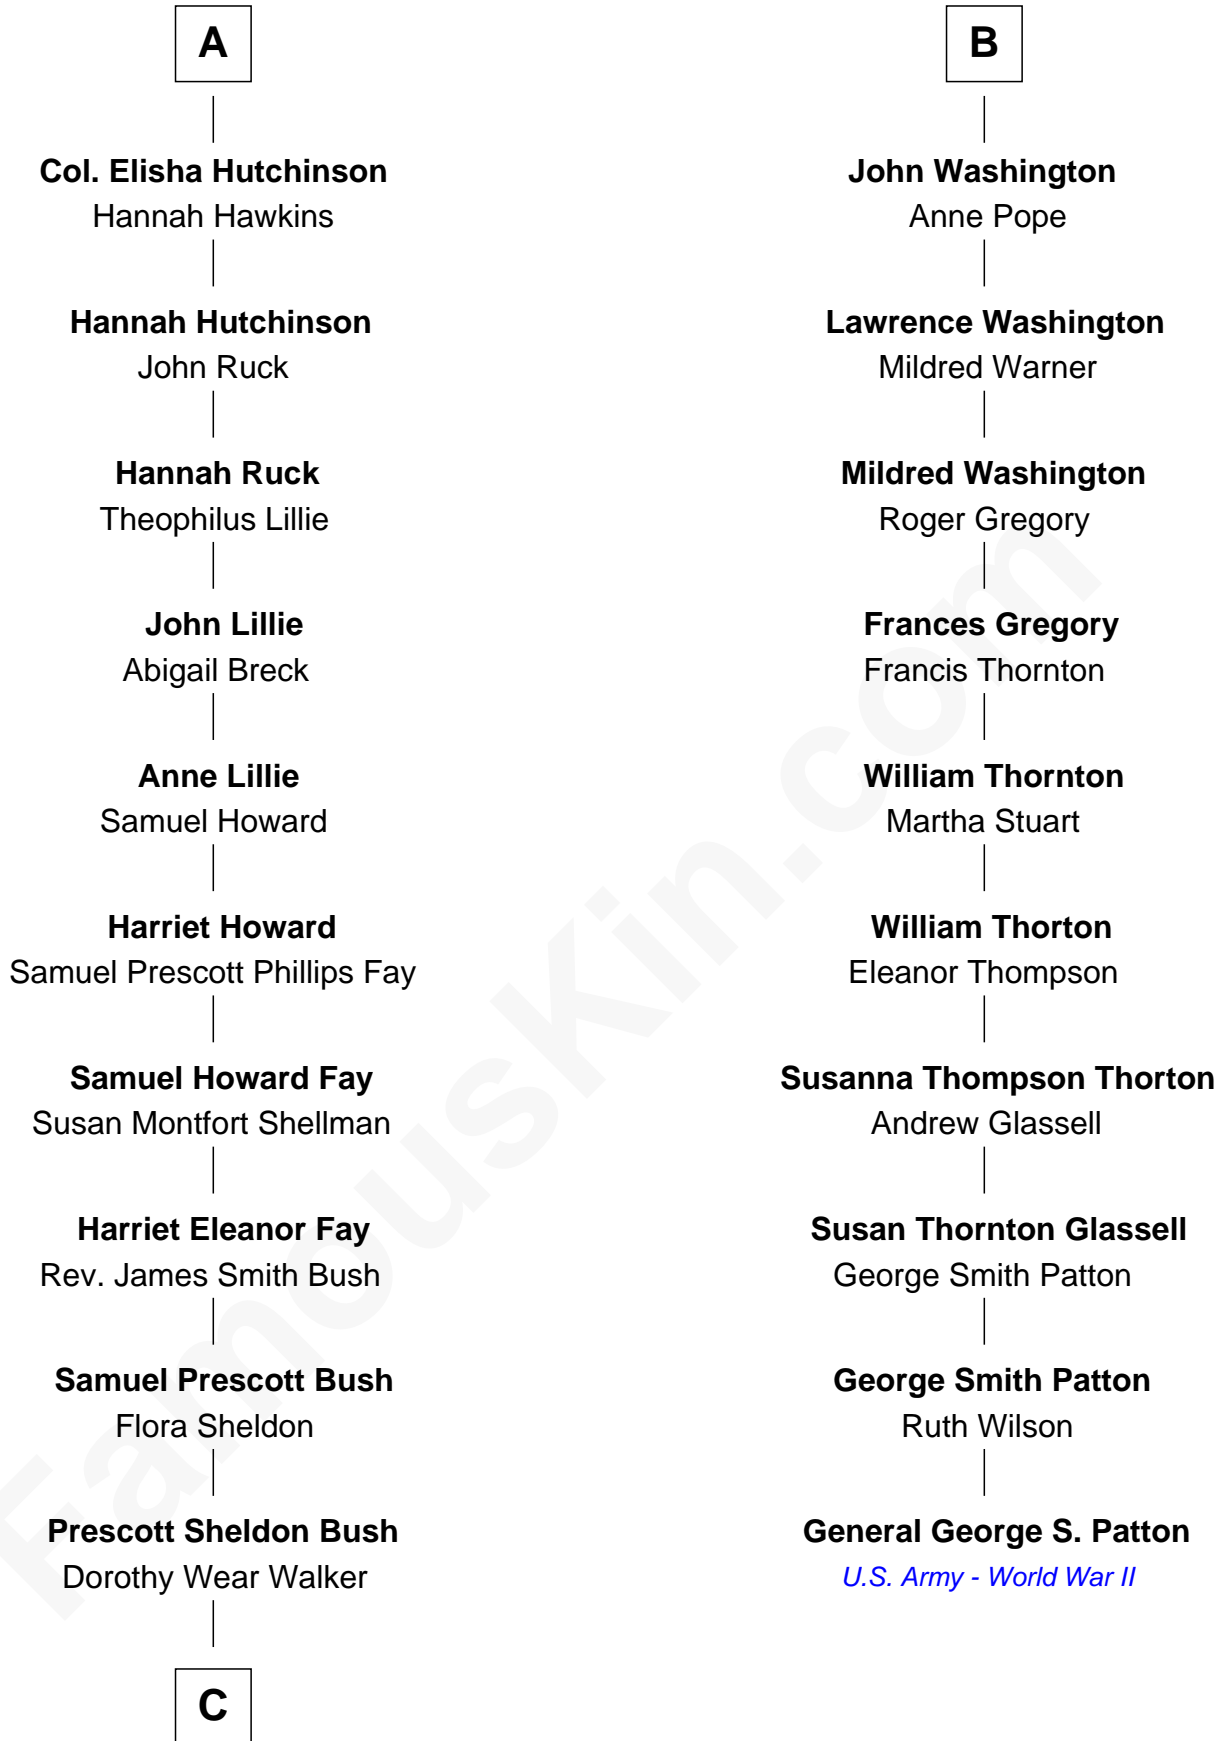 A
Col. Elisha Hutchinson
Hannah Hawkins
Hannah Hutchinson
John Ruck
Hannah Ruck
Theophilus Lillie
John Lillie
Abigail Breck
Anne Lillie
Samuel Howard
Harriet Howard
Samuel Prescott Phillips Fay
Samuel Howard Fay
Susan Montfort Shellman
Harriet Eleanor Fay
Rev. James Smith Bush
Samuel Prescott Bush
Flora Sheldon
Prescott Sheldon Bush
Dorothy Wear Walker
C
B
John Washington
Anne Pope
Lawrence Washington
Mildred Warner
Mildred Washington
Roger Gregory
Frances Gregory
Francis Thornton
William Thornton
Martha Stuart
William Thorton
Eleanor Thompson
Susanna Thompson Thorton
Andrew Glassell
Susan Thornton Glassell
George Smith Patton
George Smith Patton
Ruth Wilson
General George S. Patton
U.S. Army - World War II
FamousKin.com